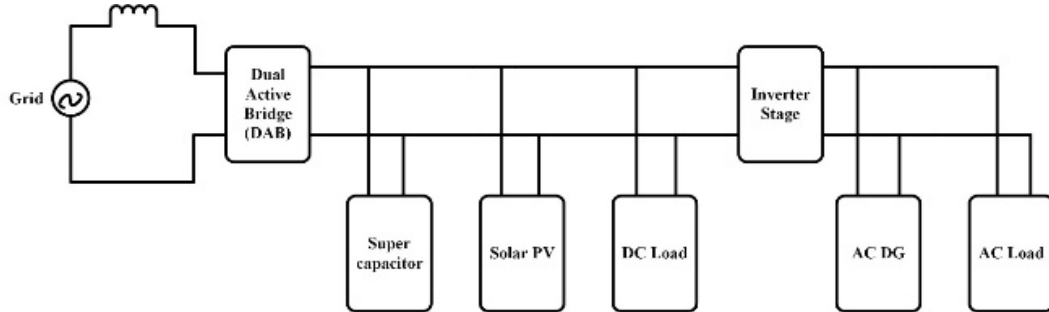 Grid
Dual
Active
Bridge
(DAB)
Inverter
Stage
Super
capacitor
Solar PV
DC Load
AC DG
AC Load